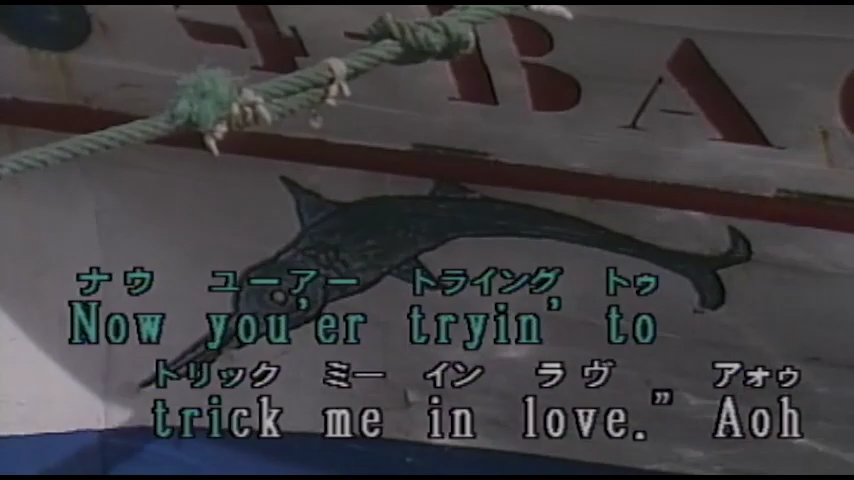 BAC
ナウ ユーアー トライング トゥ
Now you'er tryin' to
トリック ミー イン ラヴ アォゥ
trick me in love.” Aoh